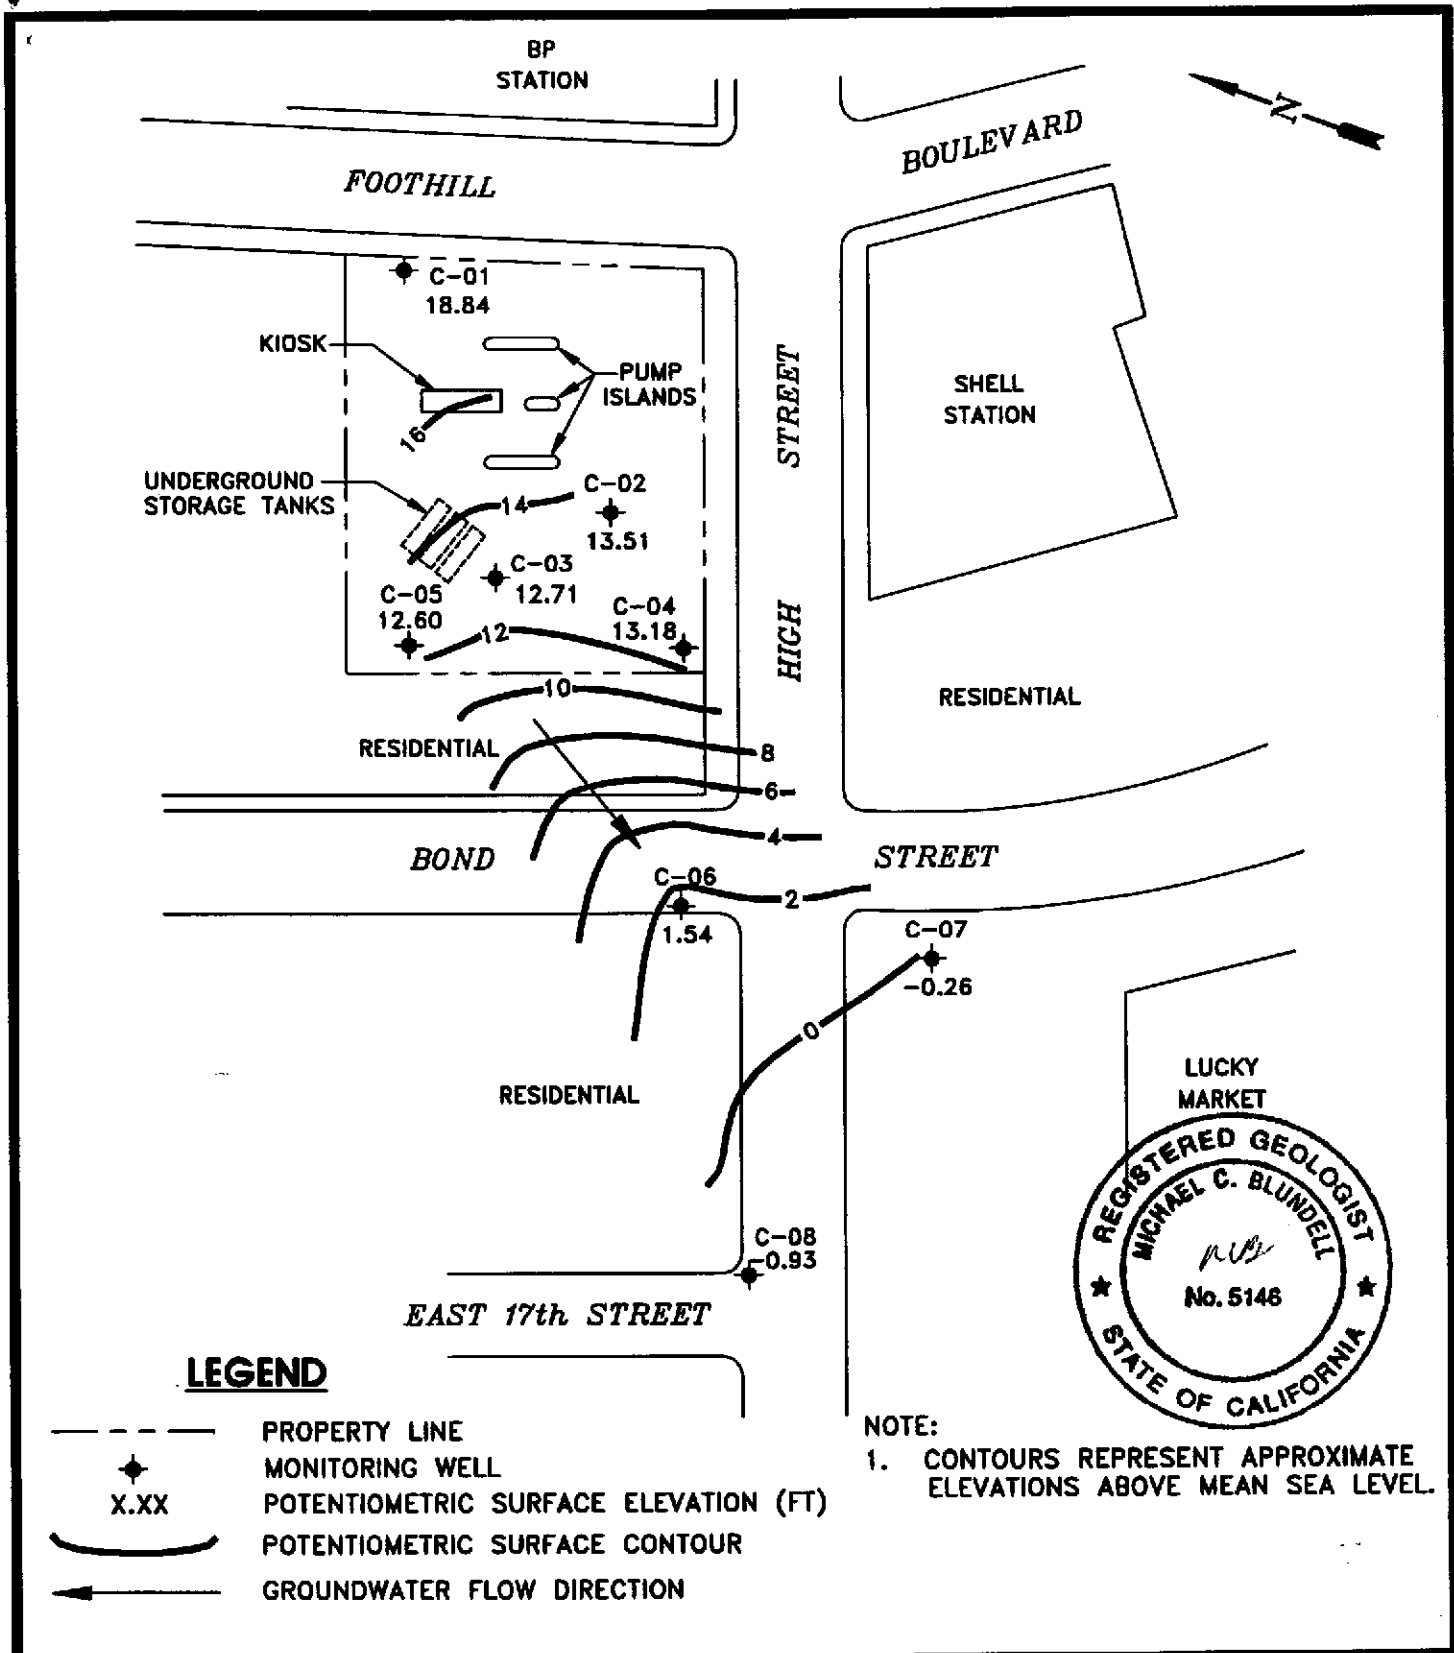 BP
STATION
BOULEVARD
N
FOOTHILL
C-01
18.84
KIOSK
PUMP
ISLANDS
STREET
SHELL
STATION
16
UNDERGROUND
STORAGE TANKS
14
C-02
13.51
C-03
12.71
C-05
12.60
C-04
13.18
12
HIGH
10
RESIDENTIAL
RESIDENTIAL
8
6
4
BOND
STREET
C-06
1.54
2
C-07
-0.26
0
RESIDENTIAL
LUCKY
MARKET
REGISTERED GEOLOGIST
MICHAEL C. BLUNDELL
No. 5146
STATE OF CALIFORNIA
C-08
-0.93
EAST 17th STREET
LEGEND
PROPERTY LINE
MONITORING WELL
X.XX POTENTIOMETRIC SURFACE ELEVATION (FT)
POTENTIOMETRIC SURFACE CONTOUR
GROUNDWATER FLOW DIRECTION
NOTE:
1. CONTOURS REPRESENT APPROXIMATE
ELEVATIONS ABOVE MEAN SEA LEVEL.